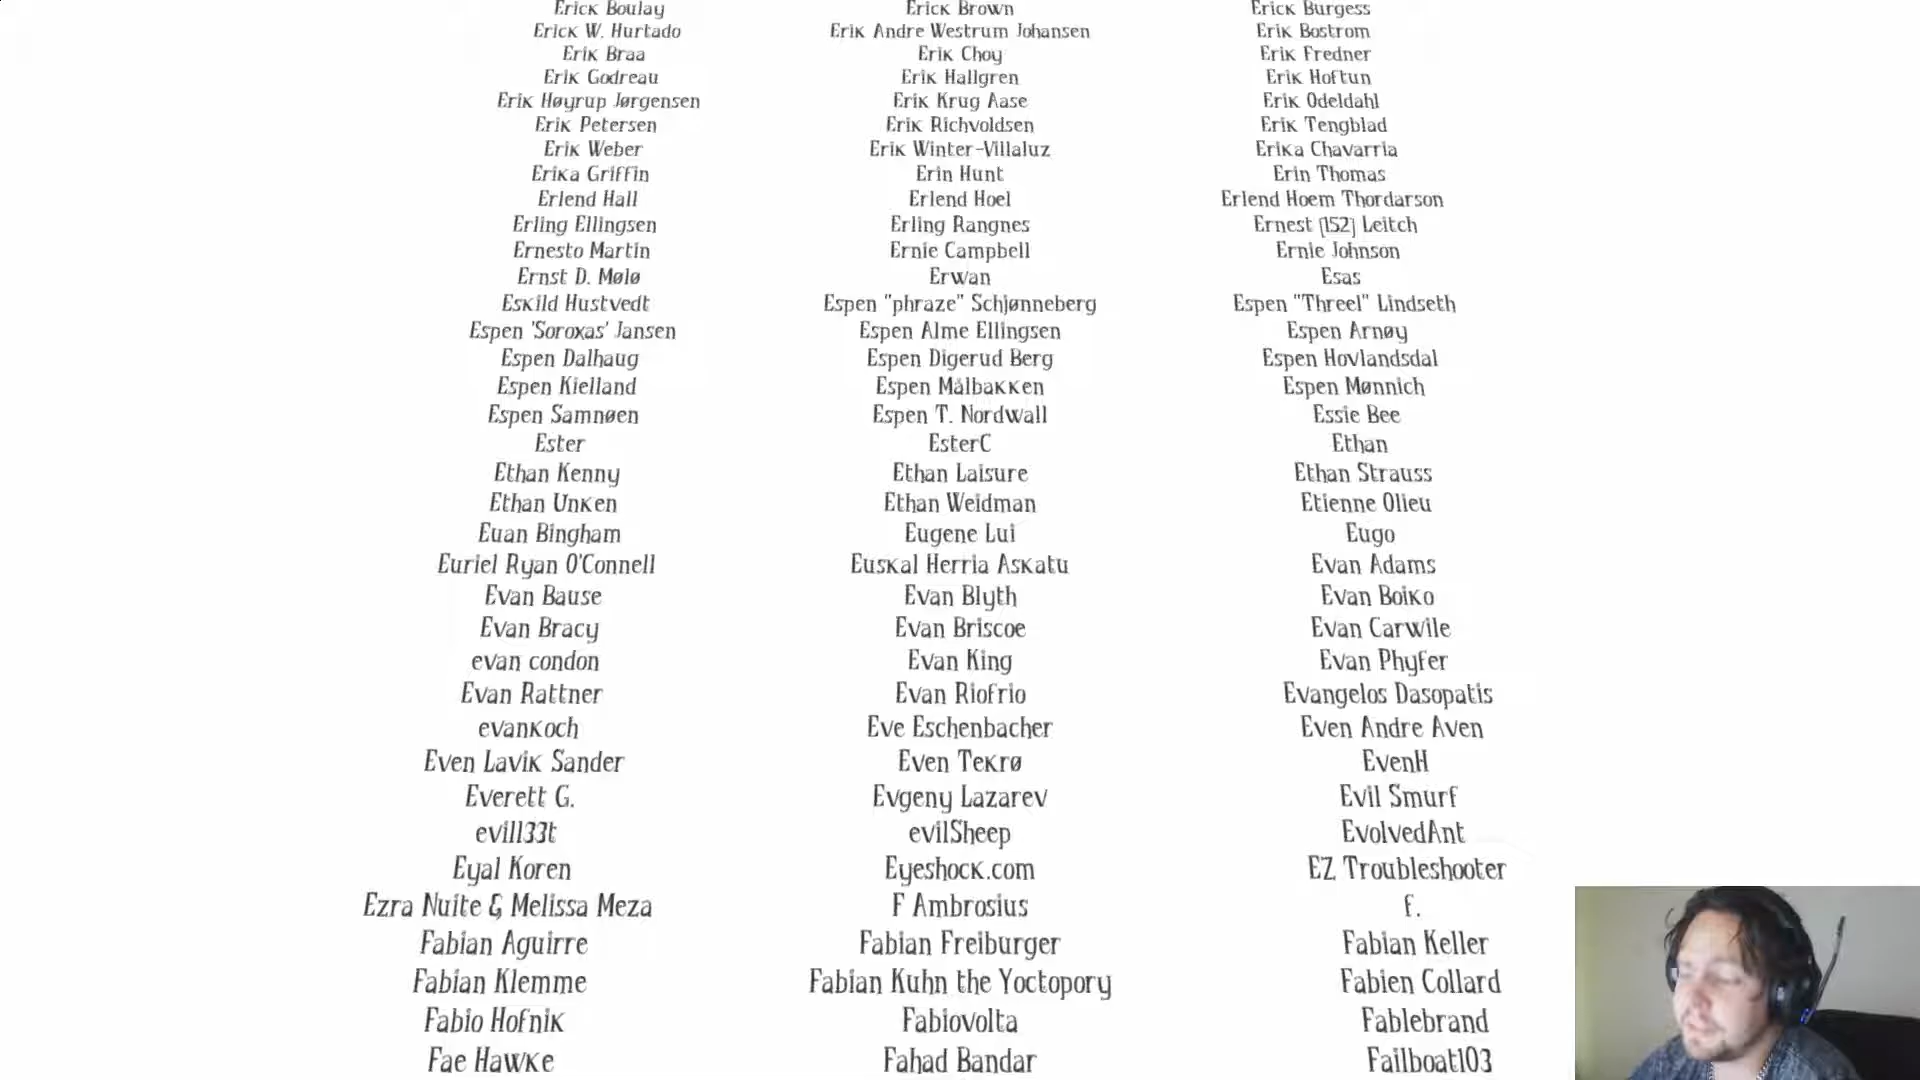 Erick Boulay Erick Brown Erick Burgess
Erick W. Hurtado Erik Andre Westrum Johansen Erik Bostrom
Erik Braa Erik Choy Erik Fredner
Erik Godreau Erik Hallgren Erik Hoftun
Erik Høyrup Jørgensen Erik Krug Aase Erik Odeldahl
Erik Petersen Erik Richvoldsen Erik Tengblad
Erik Weber Erik Winter-Villaluz Erika Chavarria
Erika Griffin Erin Hunt Erin Thomas
Erlend Hall Erlend Hoel Erlend Hoem Thordarson
Erling Ellingsen Erling Rangnes Ernest [152] Leitch
Ernesto Martin Ernie Campbell Ernie Johnson
Ernst D. Mølø Erwan Esas
Eskild Hustvedt Espen "phraze" Schjønneberg Espen "Threel" Lindseth
Espen 'Soroxas' Jansen Espen Alme Ellingsen Espen Arnøy
Espen Dalhaug Espen Digerud Berg Espen Hovlandsdal
Espen Kielland Espen Målbakken Espen Mønnich
Espen Samnøen Espen T. Nordwall Essie Bee
Ester EsterC Ethan
Ethan Kenny Ethan Laisure Ethan Strauss
Ethan Unken Ethan Weidman Etienne Olieu
Euan Bingham Eugene Lui Eugo
Euriel Ryan O'Connell Euskal Herria Askatu Evan Adams
Evan Bause Evan Blyth Evan Boiko
Evan Bracy Evan Briscoe Evan Carwile
evan condon Evan King Evan Phyfer
Evan Rattner Evan Riofrio Evangelos Dasopatis
evankoch Eve Eschenbacher Even Andre Aven
Even Lavik Sander Even Tekrø EvenH
Everett G. Evgeny Lazarev Evil Smurf
evill33t evilSheep EvolvedAnt
Eyal Koren Eyeshock.com EZ Troubleshooter
Ezra Nuite & Melissa Meza F Ambrosius f.
Fabian Aguirre Fabian Freiburger Fabian Keller
Fabian Klemme Fabian Kuhn the Yoctopory Fabien Collard
Fabio Hofnik Fabiovolta Fablebrand
Fae Hawke Fahad Bandar Failboat103